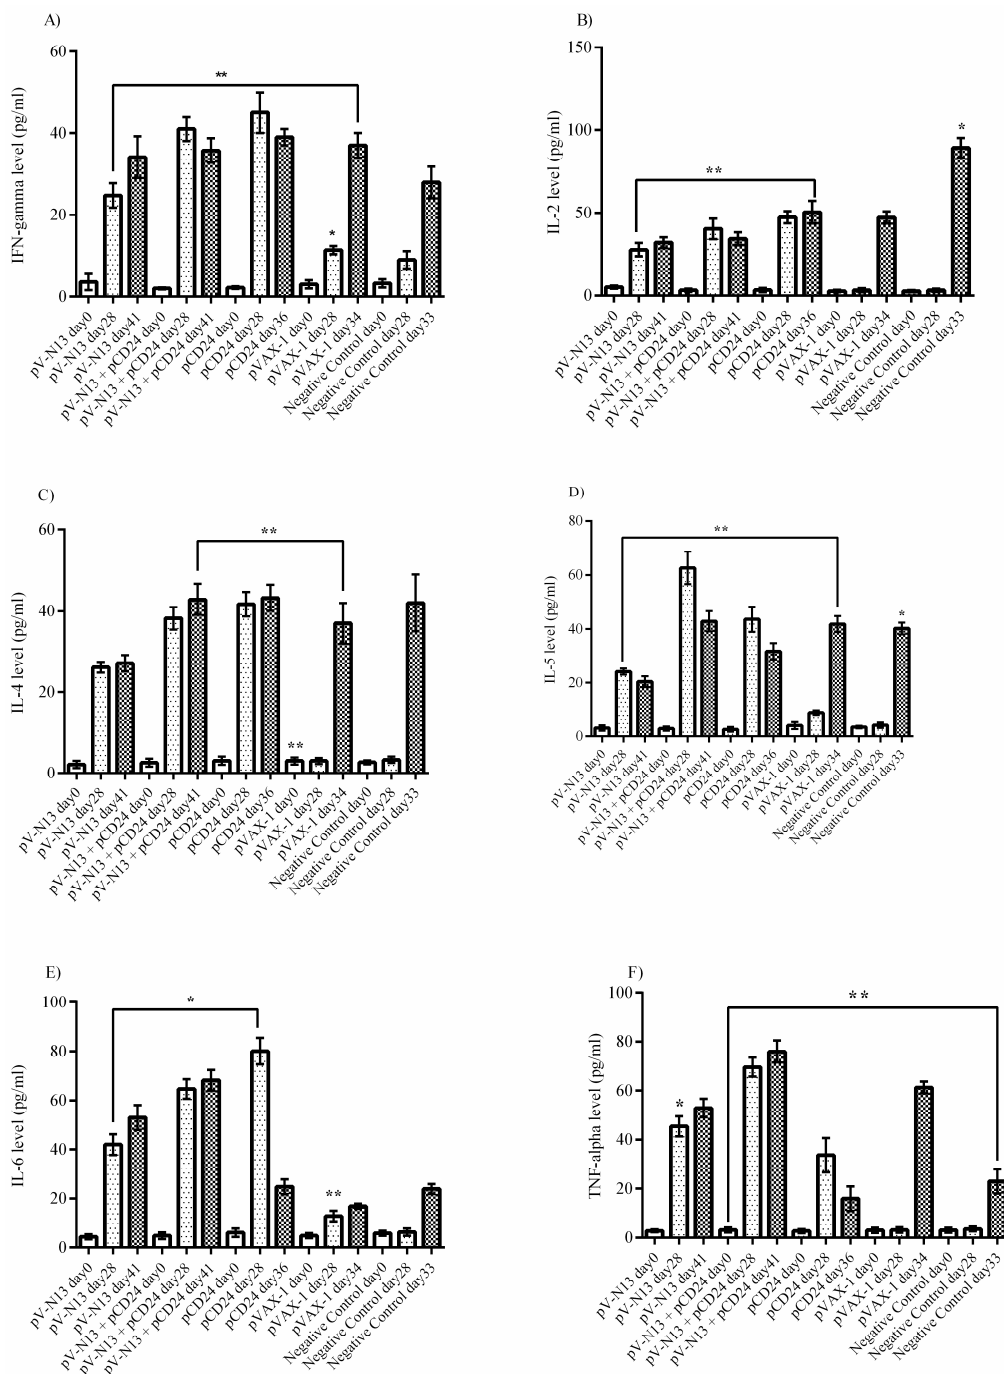 A)
IFN-gamma level (pg/ml)
60
40
20
0
**
*
pV-N13 day0
pV-N13 day28
pV-N13 day41
pV-N13 + pCD24 day0
pV-N13 + pCD24 day28
pV-N13 + pCD24 day41
pCD24 day0
pCD24 day28
pCD24 day36
pVAX-1 day0
pVAX-1 day28
pVAX-1 day34
Negative Control day0
Negative Control day28
Negative Control day33
B)
IL-2 level (pg/ml)
150
100
50
0
**
*
pV-N13 day0
pV-N13 day28
pV-N13 day41
pV-N13 + pCD24 day0
pV-N13 + pCD24 day28
pV-N13 + pCD24 day41
pCD24 day0
pCD24 day28
pCD24 day36
pVAX-1 day0
pVAX-1 day28
pVAX-1 day34
Negative Control day0
Negative Control day28
Negative Control day33
C)
IL-4 level (pg/ml)
60
40
20
0
**
**
pV-N13 day0
pV-N13 day28
pV-N13 day41
pV-N13 + pCD24 day0
pV-N13 + pCD24 day28
pV-N13 + pCD24 day41
pCD24 day0
pCD24 day28
pCD24 day36
pVAX-1 day0
pVAX-1 day28
pVAX-1 day34
Negative Control day0
Negative Control day28
Negative Control day33
D)
IL-5 level (pg/ml)
80
60
40
20
0
**
*
pV-N13 day0
pV-N13 day28
pV-N13 day41
pV-N13 + pCD24 day0
pV-N13 + pCD24 day28
pV-N13 + pCD24 day41
pCD24 day0
pCD24 day28
pCD24 day36
pVAX-1 day0
pVAX-1 day28
pVAX-1 day34
Negative Control day0
Negative Control day28
Negative Control day33
E)
IL-6 level (pg/ml)
100
80
60
40
20
0
*
**
pV-N13 day0
pV-N13 day28
pV-N13 day41
pV-N13 + pCD24 day0
pV-N13 + pCD24 day28
pV-N13 + pCD24 day41
pCD24 day0
pCD24 day28
pCD24 day36
pVAX-1 day0
pVAX-1 day28
pVAX-1 day34
Negative Control day0
Negative Control day28
Negative Control day33
F)
TNF-alpha level (pg/ml)
100
80
60
40
20
0
**
*
pV-N13 day0
pV-N13 day28
pV-N13 day41
pV-N13 + pCD24 day0
pV-N13 + pCD24 day28
pV-N13 + pCD24 day41
pCD24 day0
pCD24 day28
pCD24 day36
pVAX-1 day0
pVAX-1 day28
pVAX-1 day34
Negative Control day0
Negative Control day28
Negative Control day33